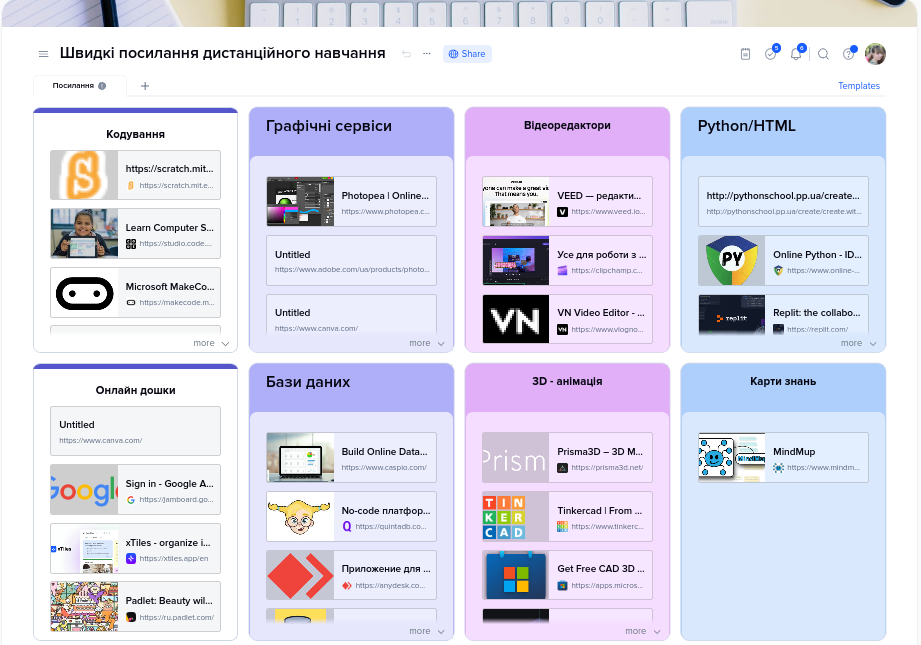 Швидкі посилання дистанційного навчання
Share
5
6
Посилання
Templates
Кодування
https://scratch.mit...
https://scratch.mit.e...
Learn Computer S...
https://studio.code...
Microsoft MakeCo...
https://makecode.m...
more
Графічні сервіси
Photopea | Online...
https://www.photopea.c...
Untitled
https://www.adobe.com/ua/products/photo...
Untitled
https://www.canva.com/
more
Відеоредактори
VEED — редакти...
https://www.veed.io...
Усе для роботи з ...
https://clipchamp.c...
VN
VN Video Editor - ...
https://www.vlogno...
Python/HTML
http://pythonschool.pp.ua/create...
http://pythonschool.pp.ua/create/create.wit...
PY
Online Python - ID...
https://www.online-...
replit
Replit: the collabo...
https://replit.com/
more
Онлайн дошки
Untitled
https://www.canva.com/
Google
Sign in - Google A...
https://jamboard.go...
xTiles
xTiles - organize i...
https://xtiles.app/en
Padlet: Beauty wil...
https://ru.padlet.com/
Бази даних
Build Online Data...
https://www.caspio.com/
No-code платфор...
https://quintadb.co...
Приложение для ...
https://anydesk.co...
more
3D - анімація
Prism
Prisma3D – 3D M...
https://prisma3d.net/
TIN
KER
CAD
Tinkercad | From ...
https://www.tinkerc...
Get Free CAD 3D ...
https://apps.micros...
more
Карти знань
MindMup
MindMup
https://www.mindm...